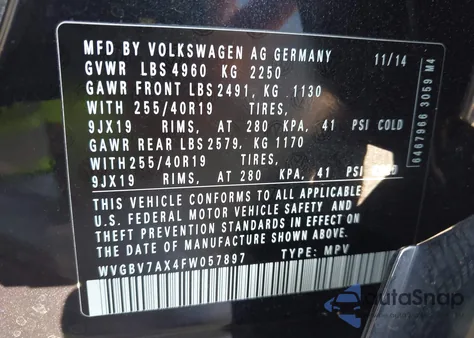 MFD BY VOLKSWAGEN AG GERMANY 11/14
GVWR LBS 4960 KG 2250
GAWR FRONT LBS 2491, KG .1130
WITH 255/40R19 TIRES,
9JX19 RIMS, AT 280 KPA, 41 PSI COLD
GAWR REAR LBS 2579, KG 1170
WITH 255/40R19 TIRES,
9JX19 RIMS, AT 280 KPA, 41 PSI
THIS VEHICLE CONFORMS TO ALL APPLICABLE
U.S. FEDERAL MOTOR VEHICLE SAFETY AND
THEFT PREVENTION STANDARDS IN EFFECT ON
THE DATE OF MANUFACTURE SHOWN ABOVE.
WVGBV7AX4FW057897 TYPE: MPV
6467966 3059 M4
autoSnap